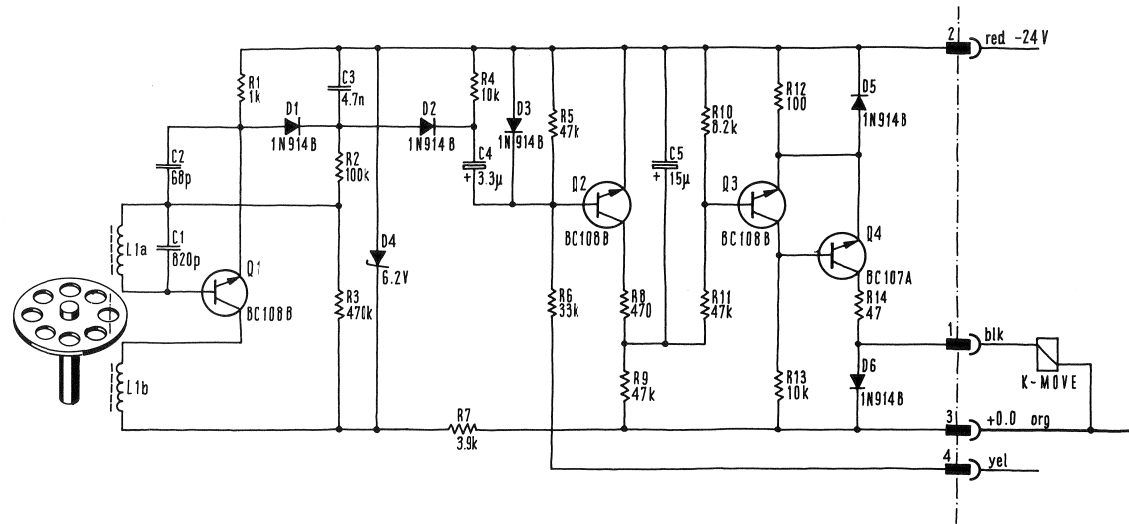 2
red -24V
R1
1k
C3
4.7n
R4
10k
D3
1N914B
R5
47k
R10
8.2k
R12
100
D5
1N914B
D1
1N914B
D2
1N914B
C2
68p
R2
100k
C4
+ 3.3µ
C5
+ 15µ
Q2
BC108B
Q3
BC108B
L1a
C1
820p
Q1
BC108B
D4
6.2V
Q4
BC107A
R3
470k
R6
33k
R8
470
R11
47k
R14
47
1
blk
K-MOVE
L1b
R9
47k
R13
10k
D6
1N914B
R7
3.9k
3
+0.0 org
4
yel